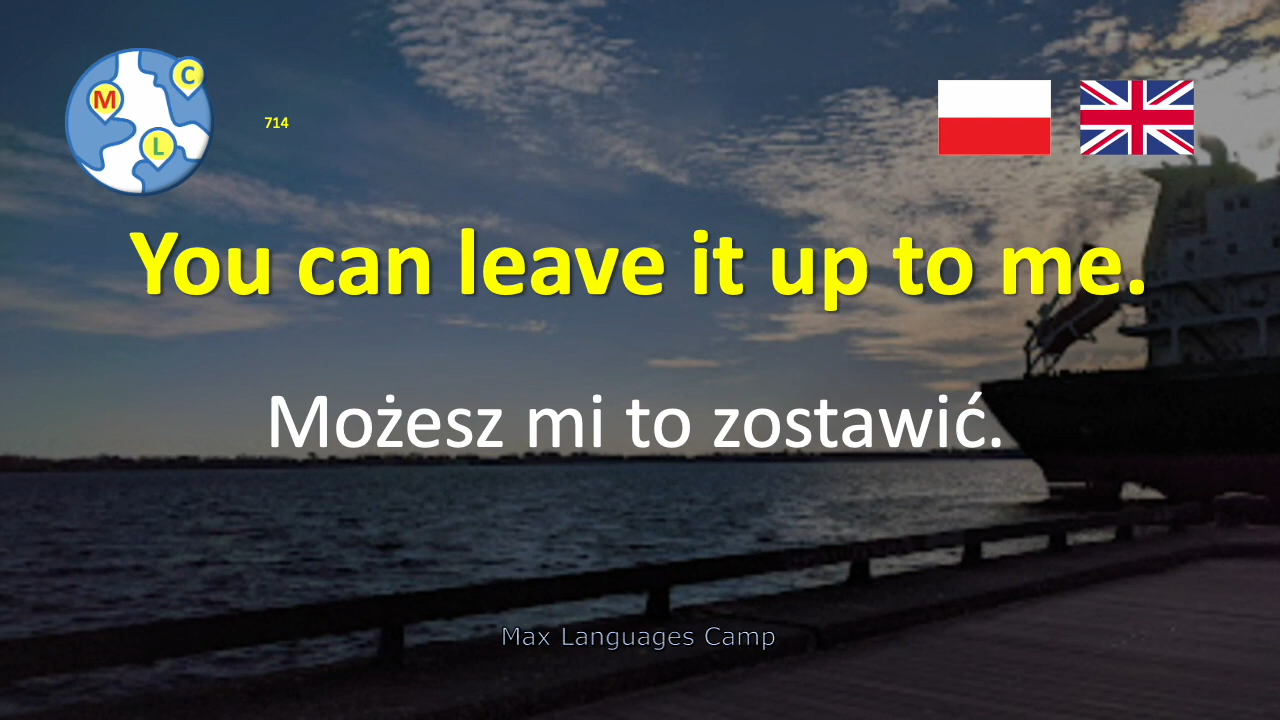 M
C
L
714
You can leave it up to me.
Możesz mi to zostawić.
Max Languages Camp